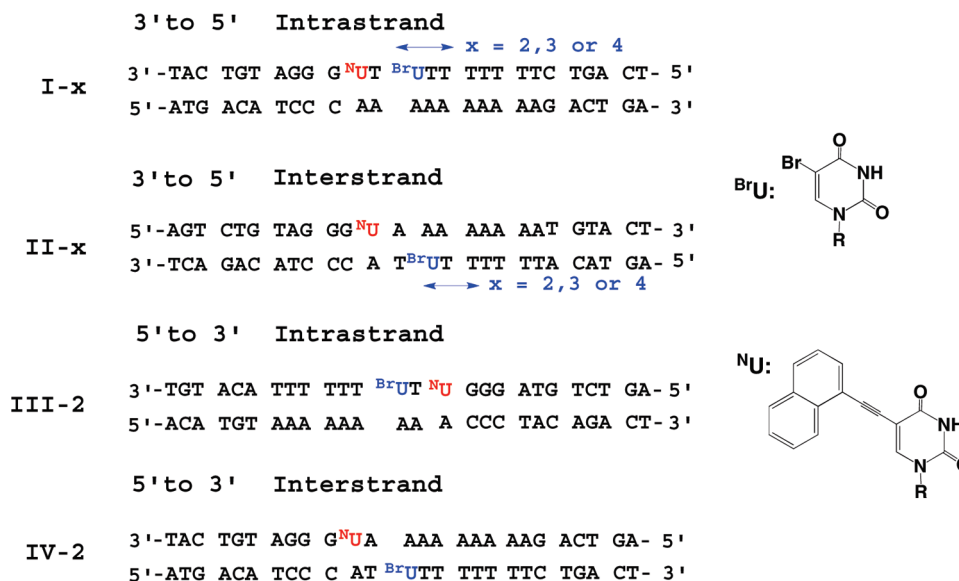 3'to 5' Intrastrand
x = 2,3 or 4
I-x
3'-TAC TGT AGG G NUT BrUTT TTT TTC TGA CT- 5'
5'-ATG ACA TCC C AA AAA AAA AAG ACT GA- 3'
3'to 5' Interstrand
II-x
5'-AGT CTG TAG GGNU A AA AAA AATG TA CT- 3'
3'-TCA GAC ATC CC A TBrUT TTT TTA CAT GA- 5'
x = 2,3 or 4
5'to 3' Intrastrand
III-2
3'-TGT ACA TTT TTT BrUT NU GGG ATG TCT GA- 5'
5'-ACA TGT AAA AAA AA A CCC TAC AGA CT- 3'
5'to 3' Interstrand
IV-2
3'-TAC TGT AGG GNUA AAA AAA AAG ACT GA- 5'
5'-ATG ACA TCC C AT BrUTT TTT TTC TGA CT- 3'
BrU:
O
Br
NH
N
O
R
NU:
O
NH
N
O
R